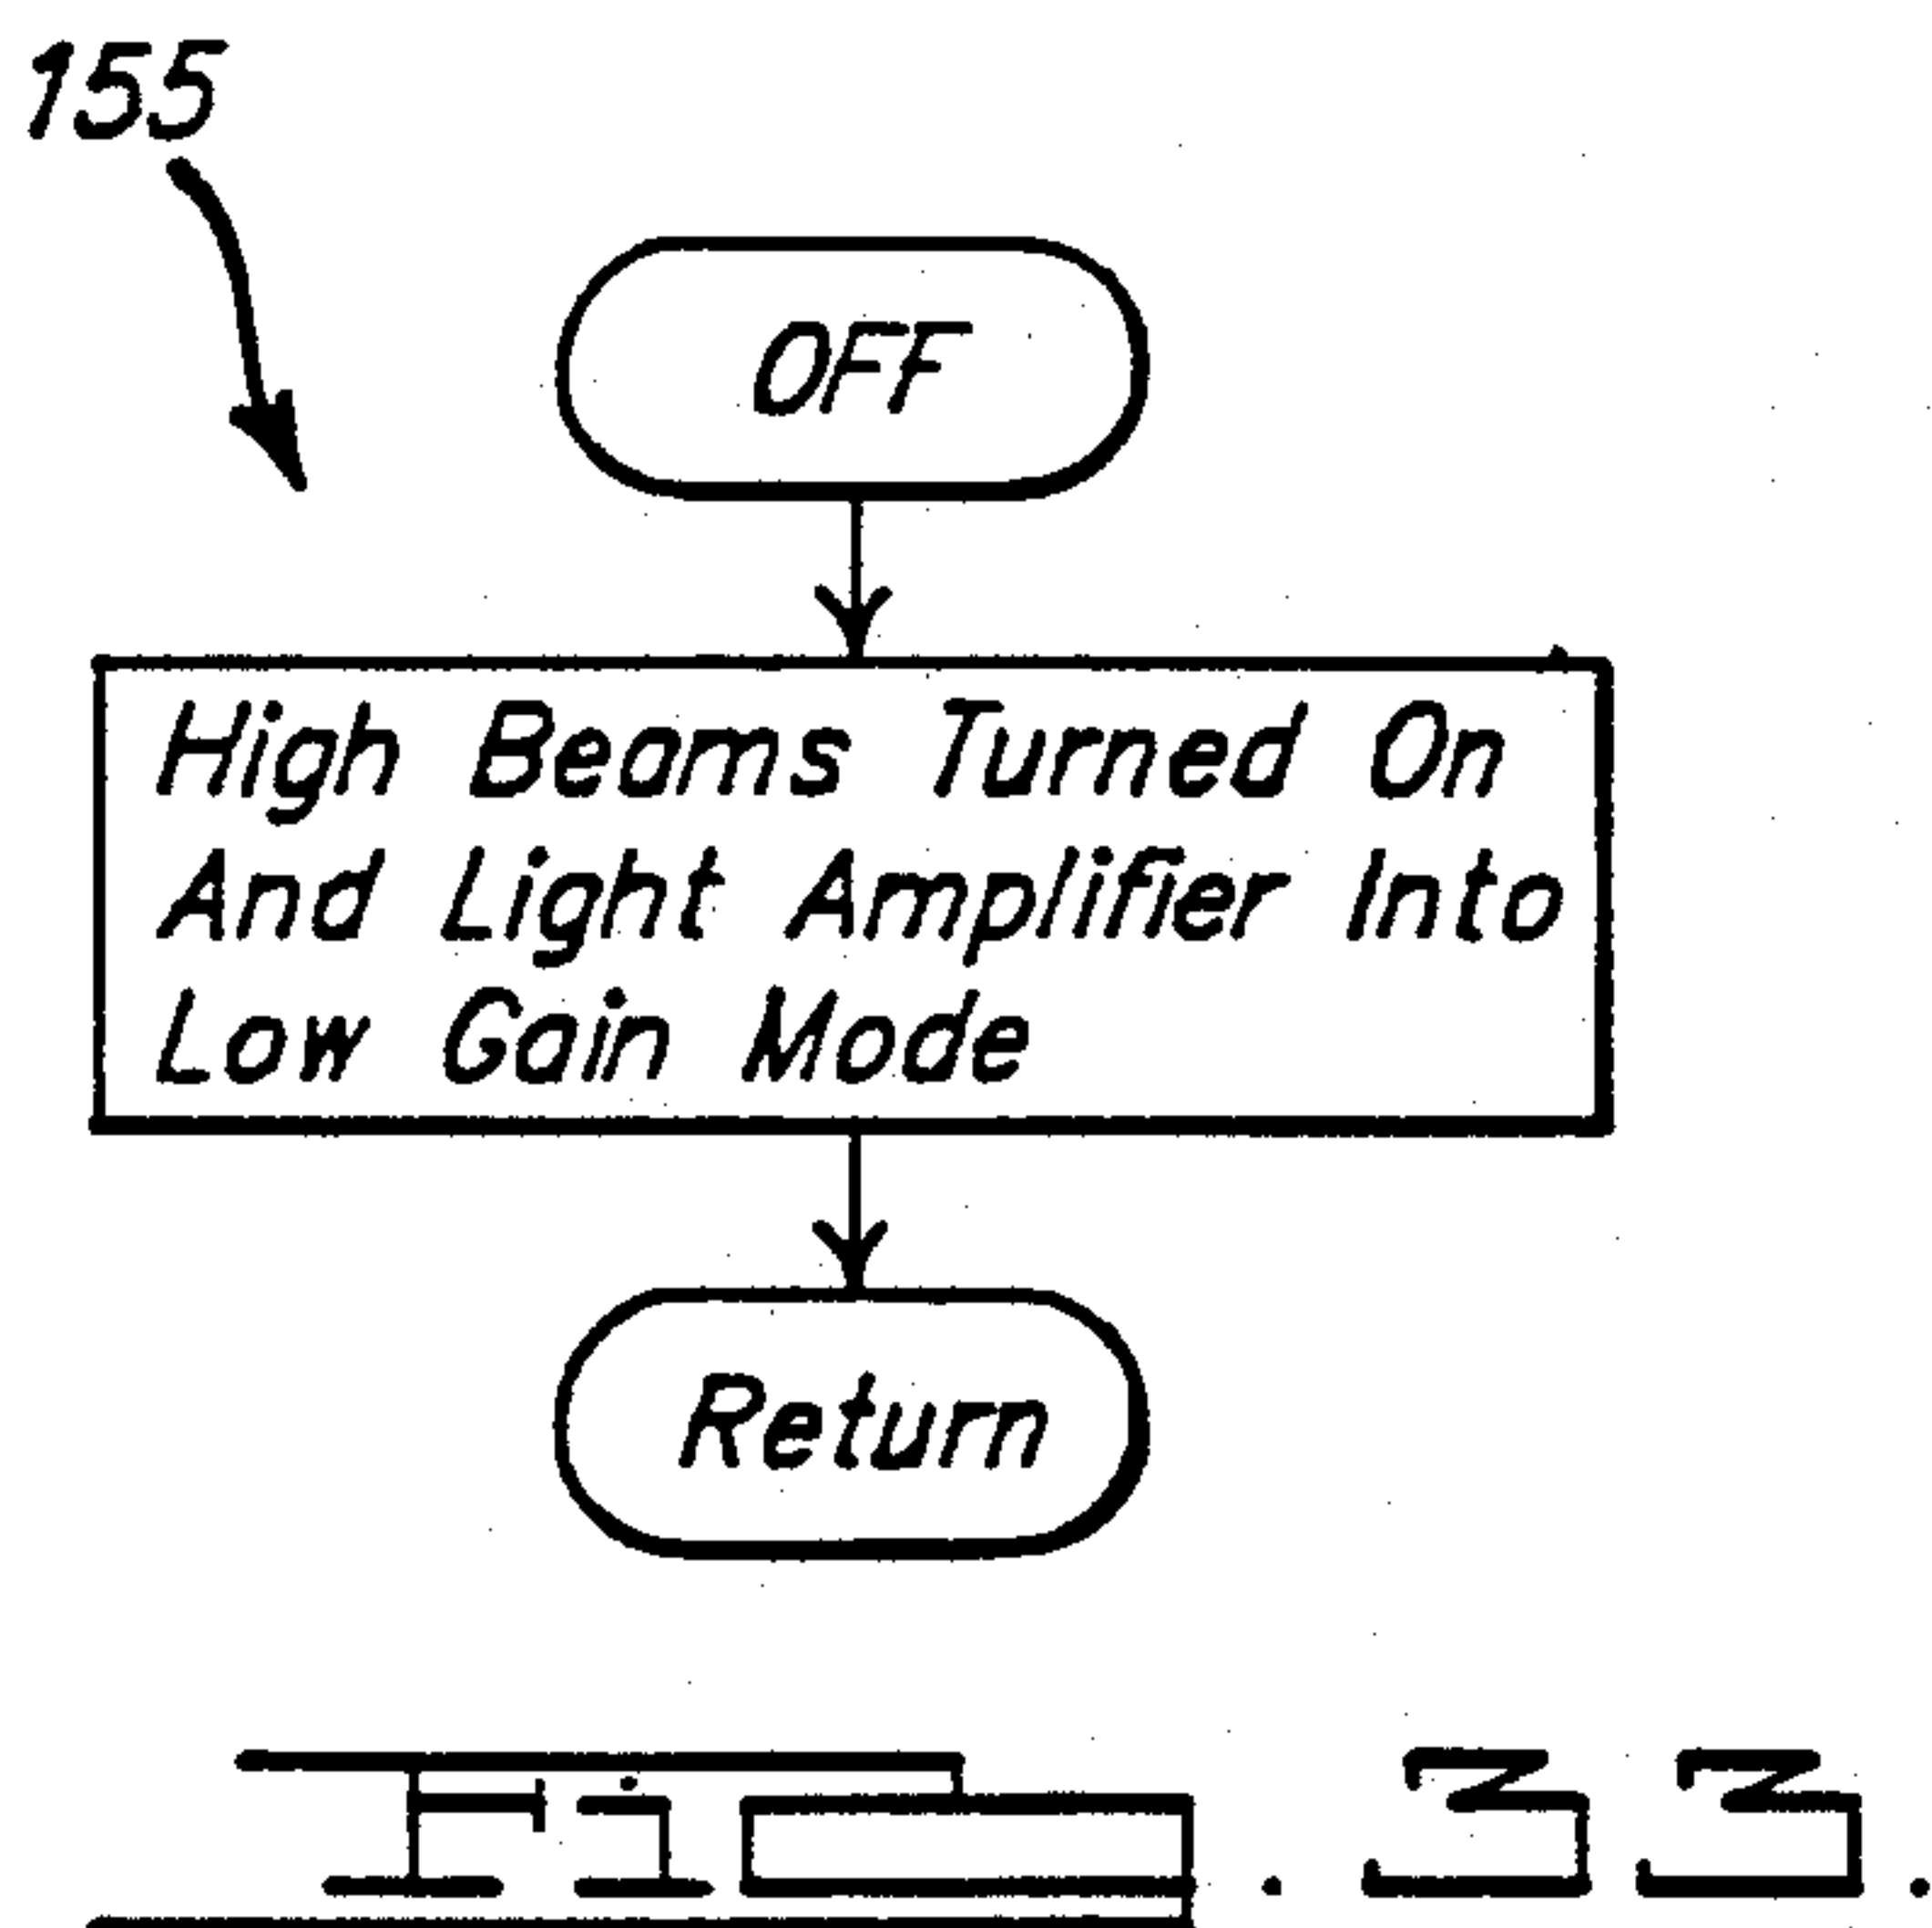 155
OFF
High Beams Turned On
And Light Amplifier Into
Low Gain Mode
Return
Fig. 33.